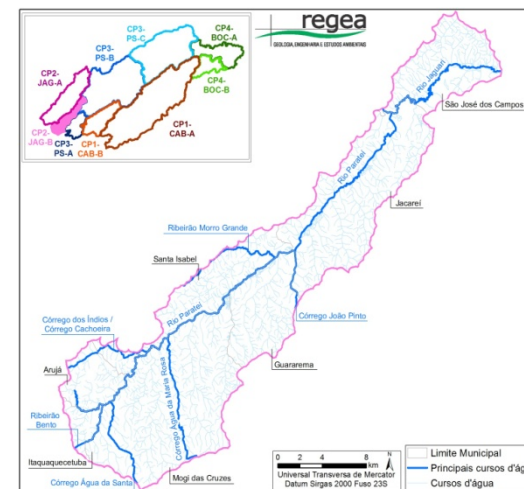 CP2-
JAG-A
CP3-
PS-B
CP3-
PS-C
CP4-
BOC-A
CP4-
BOC-B
CP2-
JAG-B
CP3-
PS-A
CP1-
CAB-B
CP1-
CAB-A
regea
GEOLOGIA, ENGENHARIA E ESTUDOS AMBIENTAIS
Rio Jaguari
São José dos Campos
Rio Parateí
Jacareí
Ribeirão Morro Grande
Santa Isabel
Rio Parateí
Córrego João Pinto
Córrego dos Índios /
Córrego Cachoeira
Arujá
Guararema
Córrego Água da Maria Rosa
Ribeirão
Bento
Itaquaquecetuba
Córrego Água da Santa
Mogi das Cruzes
0 2 4 8
km
N
Universal Transversa de Mercator
Datum Sirgas 2000 Fuso 23S
Limite Municipal
Principais cursos d'ág
Cursos d'água